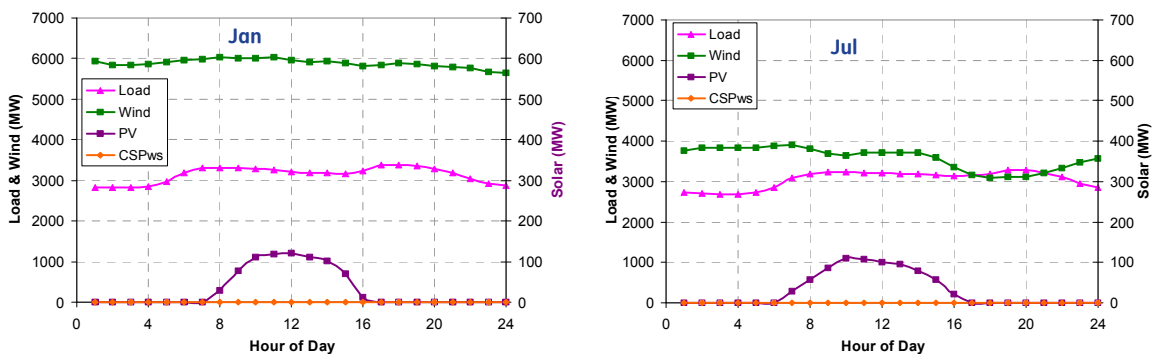 Jan
Load & Wind (MW)
7000
6000
5000
4000
3000
2000
1000
0
Load
Wind
PV
CSPws
700
600
500
400
300
200
100
0
Solar (MW)
0 4 8 12 16 20 24
Hour of Day
Jul
Load & Wind (MW)
7000
6000
5000
4000
3000
2000
1000
0
Load
Wind
PV
CSPws
700
600
500
400
300
200
100
0
Solar (MW)
0 4 8 12 16 20 24
Hour of Day